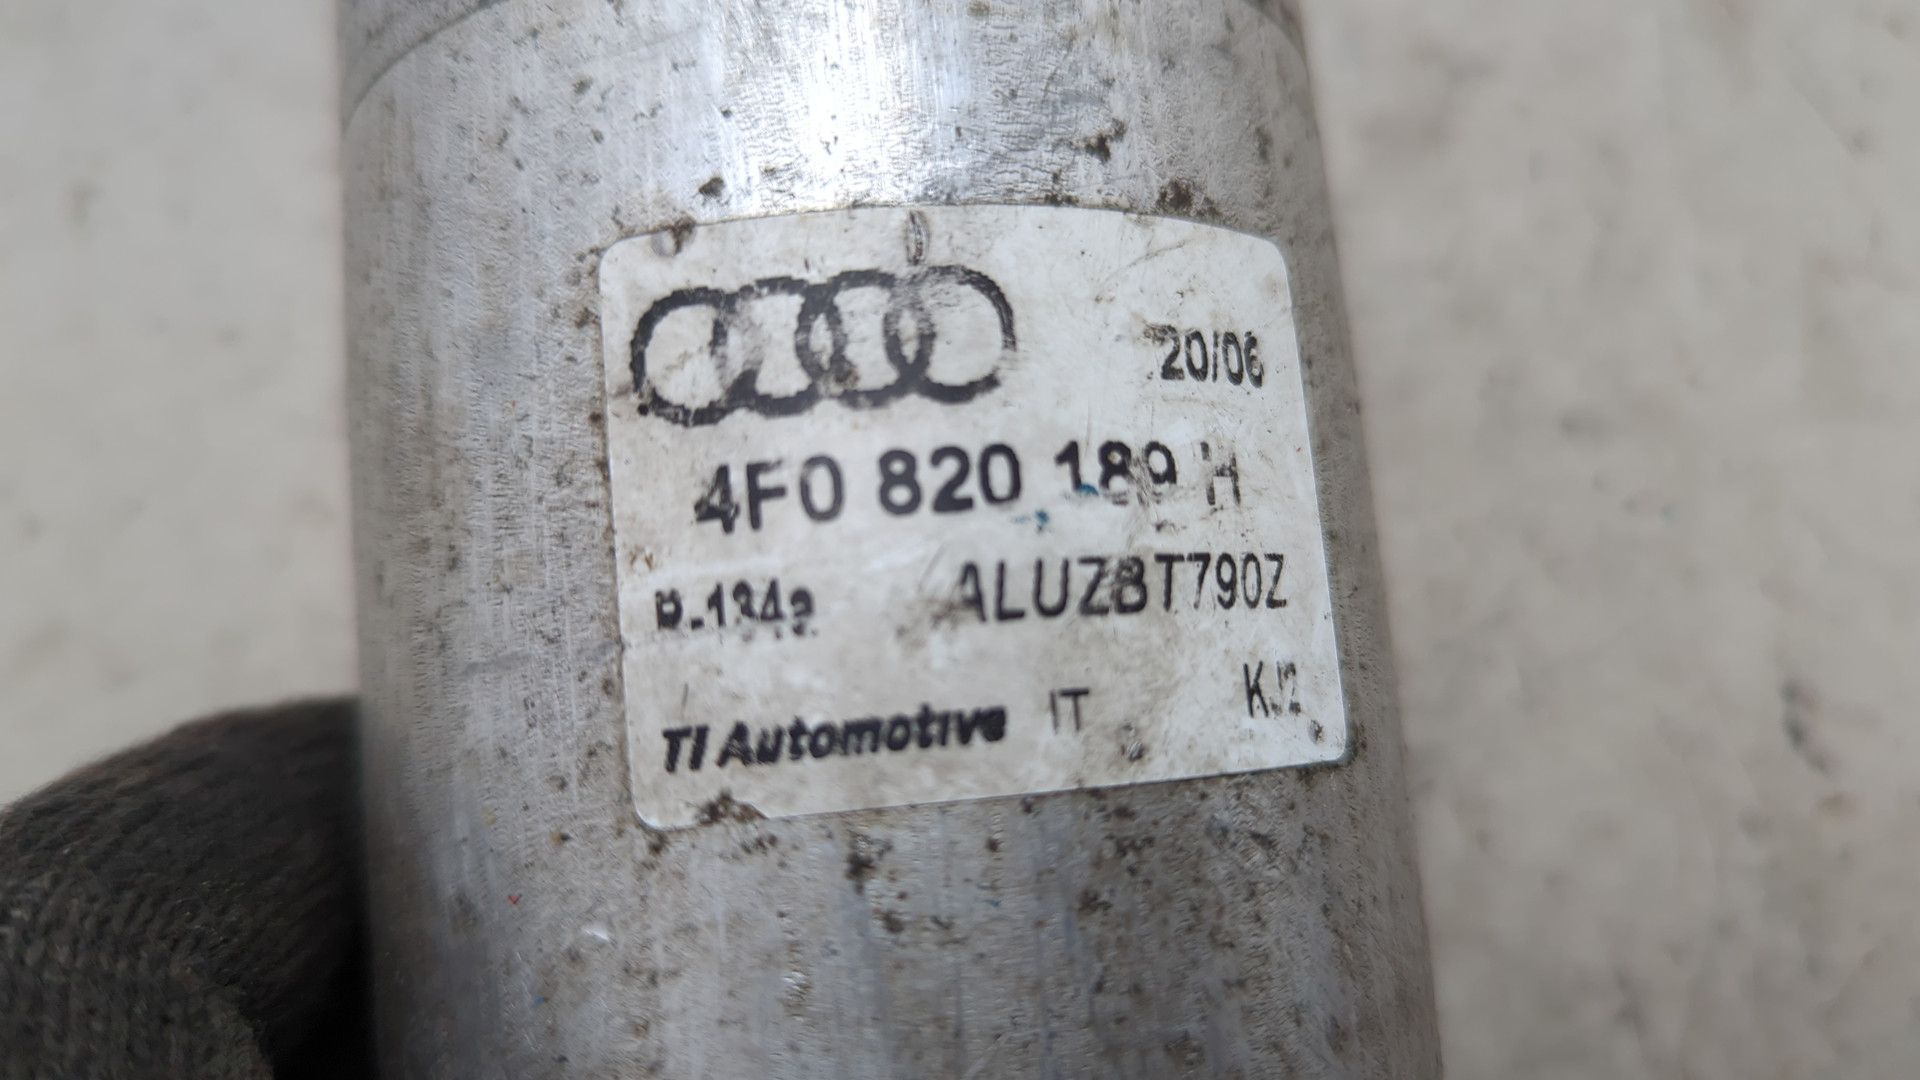 20/06
4F0 820 189 H
R-134a ALUZBT790Z
TI Automotive IT KJ2